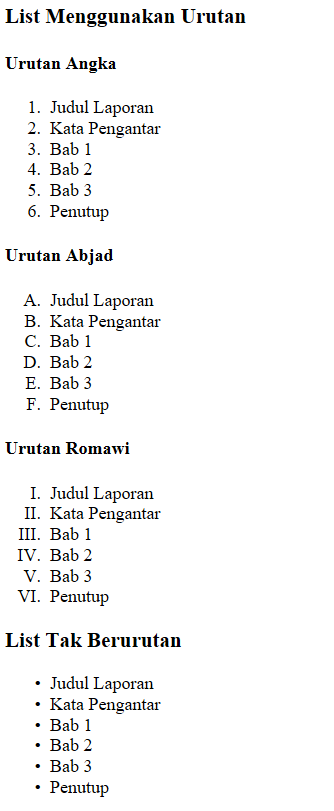 List Menggunakan Urutan
Urutan Angka
1. Judul Laporan
2. Kata Pengantar
3. Bab 1
4. Bab 2
5. Bab 3
6. Penutup
Urutan Abjad
A. Judul Laporan
B. Kata Pengantar
C. Bab 1
D. Bab 2
E. Bab 3
F. Penutup
Urutan Romawi
I. Judul Laporan
II. Kata Pengantar
III. Bab 1
IV. Bab 2
V. Bab 3
VI. Penutup
List Tak Berurutan
• Judul Laporan
• Kata Pengantar
• Bab 1
• Bab 2
• Bab 3
• Penutup